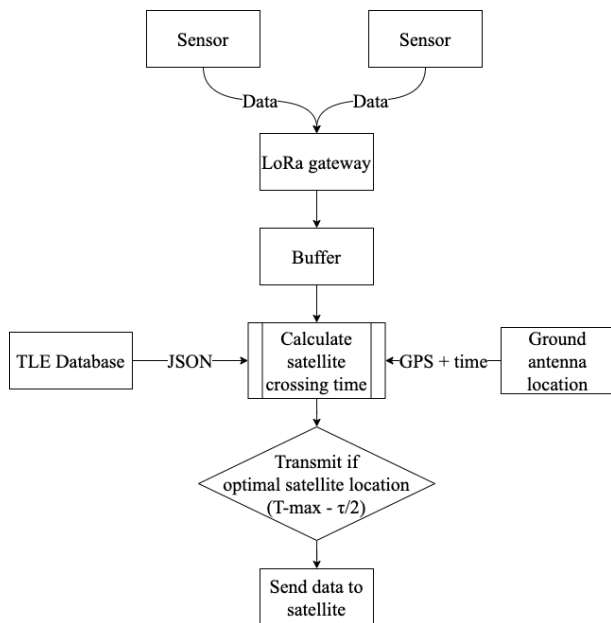 Sensor
Sensor
Data
Data
LoRa gateway
Buffer
TLE Database
JSON
Calculate
satellite
crossing time
GPS + time
Ground
antenna
location
Transmit if
optimal satellite location
(T-max - τ/2)
Send data to
satellite